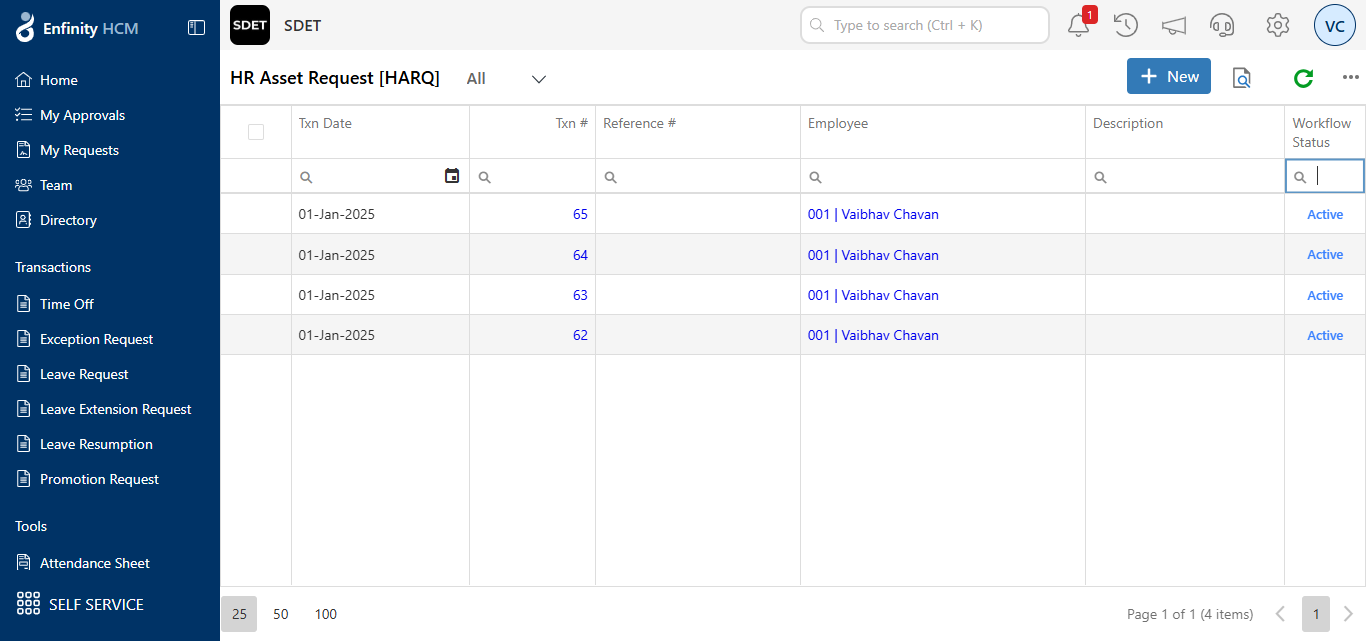 Enfinity HCM
SDET SDET
Type to search (Ctrl + K)
1
VC
Home
My Approvals
My Requests
Team
Directory
Transactions
Time Off
Exception Request
Leave Request
Leave Extension Request
Leave Resumption
Promotion Request
Tools
Attendance Sheet
SELF SERVICE
HR Asset Request [HARQ] All
New
Txn Date Txn # Reference # Employee Description Workflow Status
01-Jan-2025 65 001 | Vaibhav Chavan Active
01-Jan-2025 64 001 | Vaibhav Chavan Active
01-Jan-2025 63 001 | Vaibhav Chavan Active
01-Jan-2025 62 001 | Vaibhav Chavan Active
25 50 100 Page 1 of 1 (4 items) 1